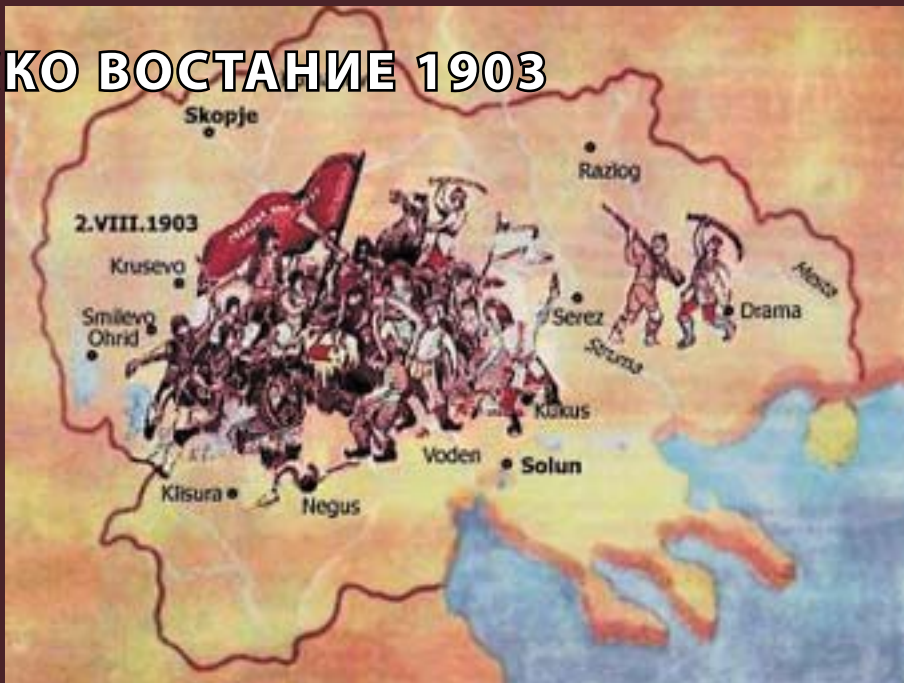 КО ВОСТАНИЕ 1903
Skopje
Razlog
2.VIII.1903
Krusevo
Mesta
Smilevo
Serez
Drama
Ohrid
Struma
Kukus
Voden
Solun
Klisura
Negus